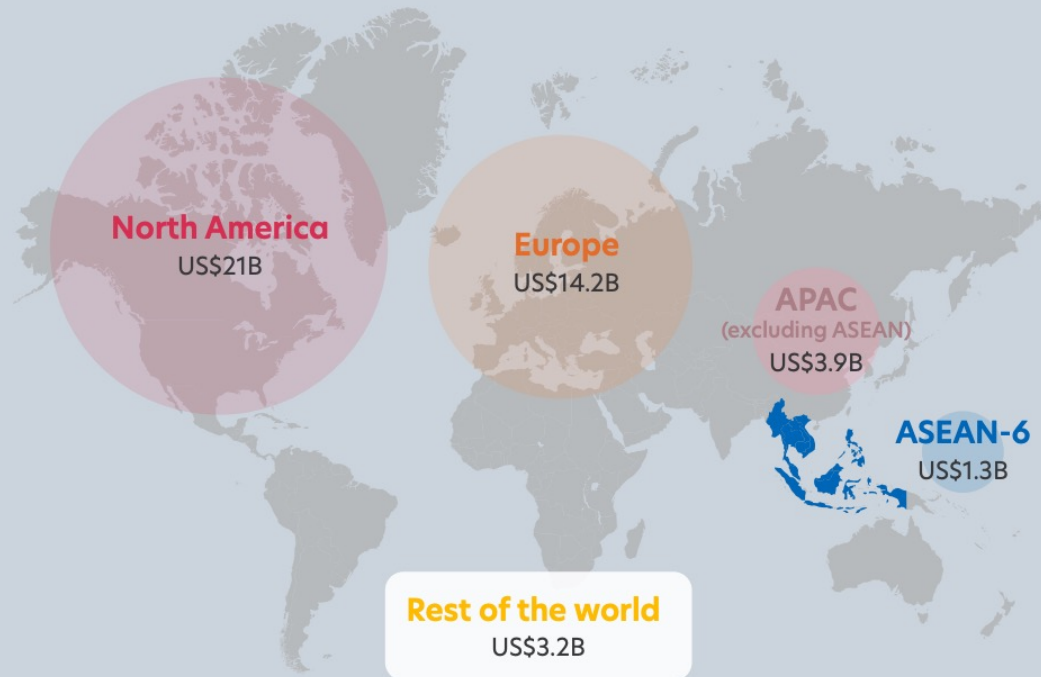 North America
US$21B
Europe
US$14.2B
APAC
(excluding ASEAN)
US$3.9B
ASEAN-6
US$1.3B
Rest of the world
US$3.2B